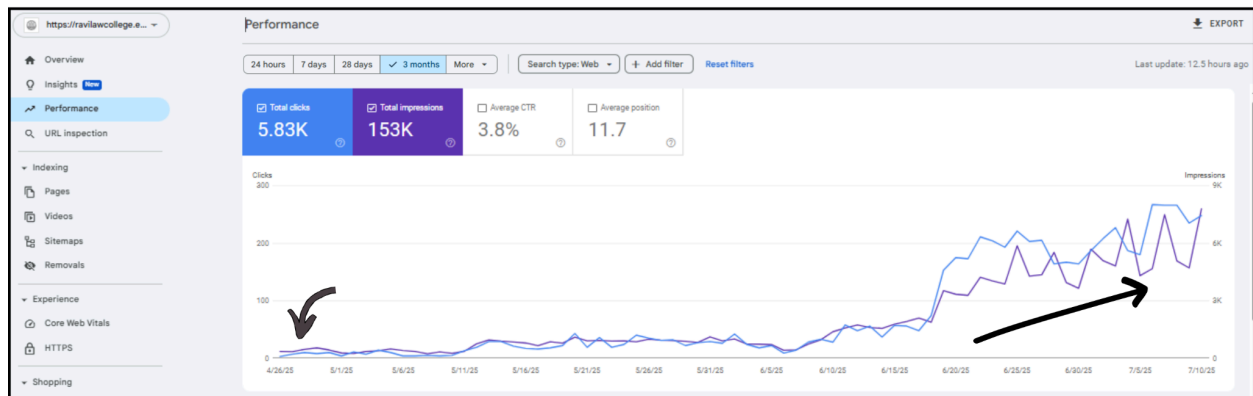 https://ravilawcollege.e...
Performance
EXPORT
24 hours 7 days 28 days 3 months More Search type: Web + Add filter Reset filters Last update: 12.5 hours ago
Overview
Insights New
Performance
URL inspection
Indexing
Pages
Videos
Sitemaps
Removals
Experience
Core Web Vitals
HTTPS
Shopping
Total clicks Total impressions Average CTR Average position
5.83K 153K 3.8% 11.7
Clicks Impressions
300 9K
200 6K
100 3K
0 0
4/26/25 5/1/25 5/6/25 5/11/25 5/16/25 5/21/25 5/26/25 5/31/25 6/5/25 6/10/25 6/15/25 6/20/25 6/25/25 6/30/25 7/5/25 7/10/25